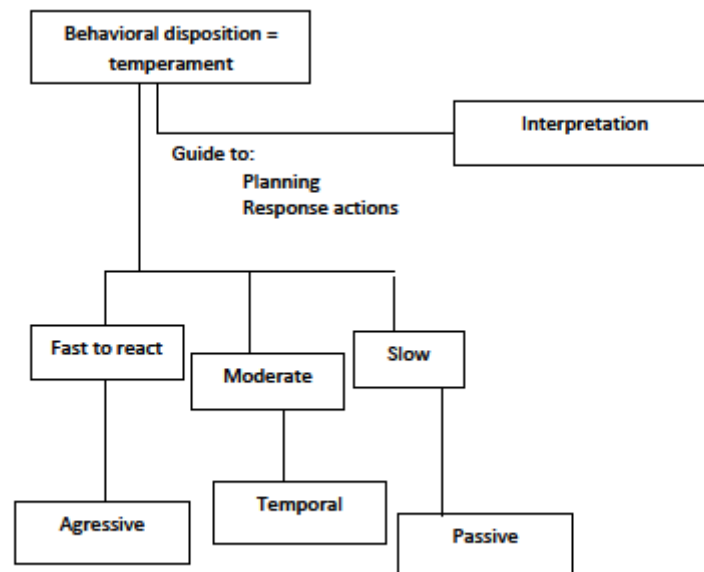 Behavioral disposition =
temperament
Interpretation
Guide to:
Planning
Response actions
Fast to react
Moderate
Slow
Agressive
Temporal
Passive